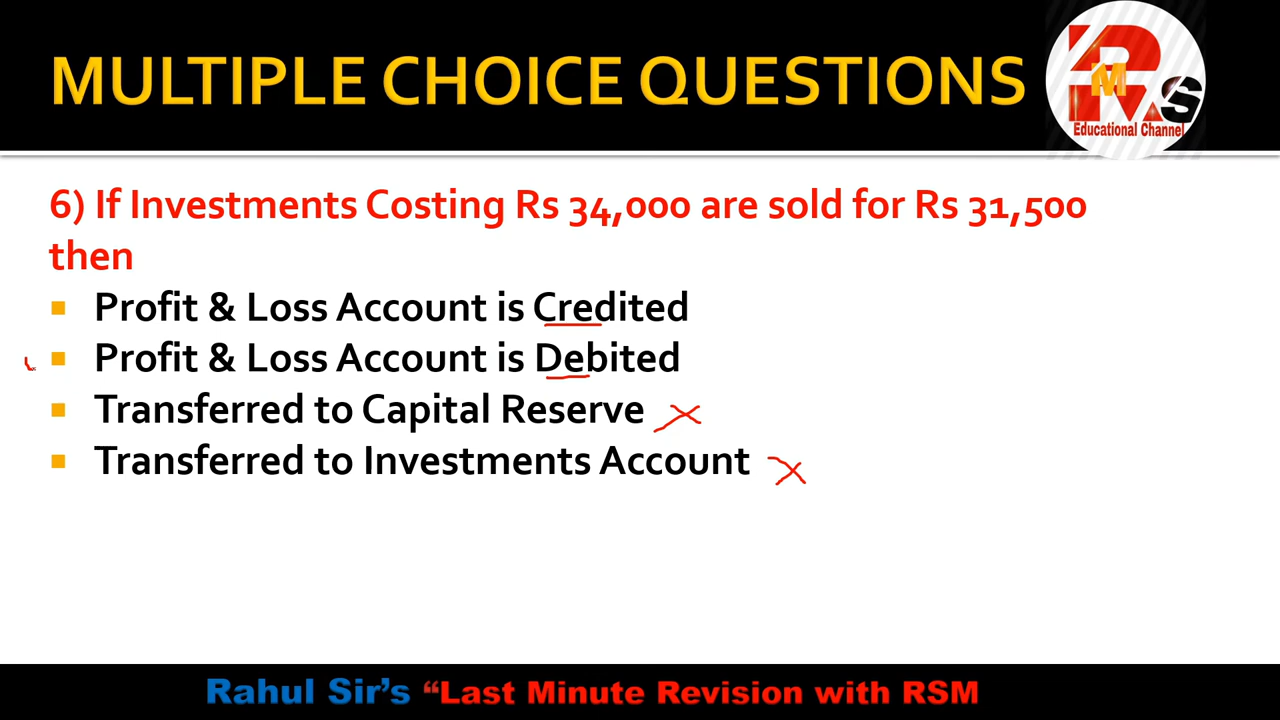 MULTIPLE CHOICE QUESTIONS
RMS
Educational Channel
6) If Investments Costing Rs 34,000 are sold for Rs 31,500
then
▪ Profit & Loss Account is Credited
▪ Profit & Loss Account is Debited
▪ Transferred to Capital Reserve
▪ Transferred to Investments Account
Rahul Sir's “Last Minute Revision with RSM